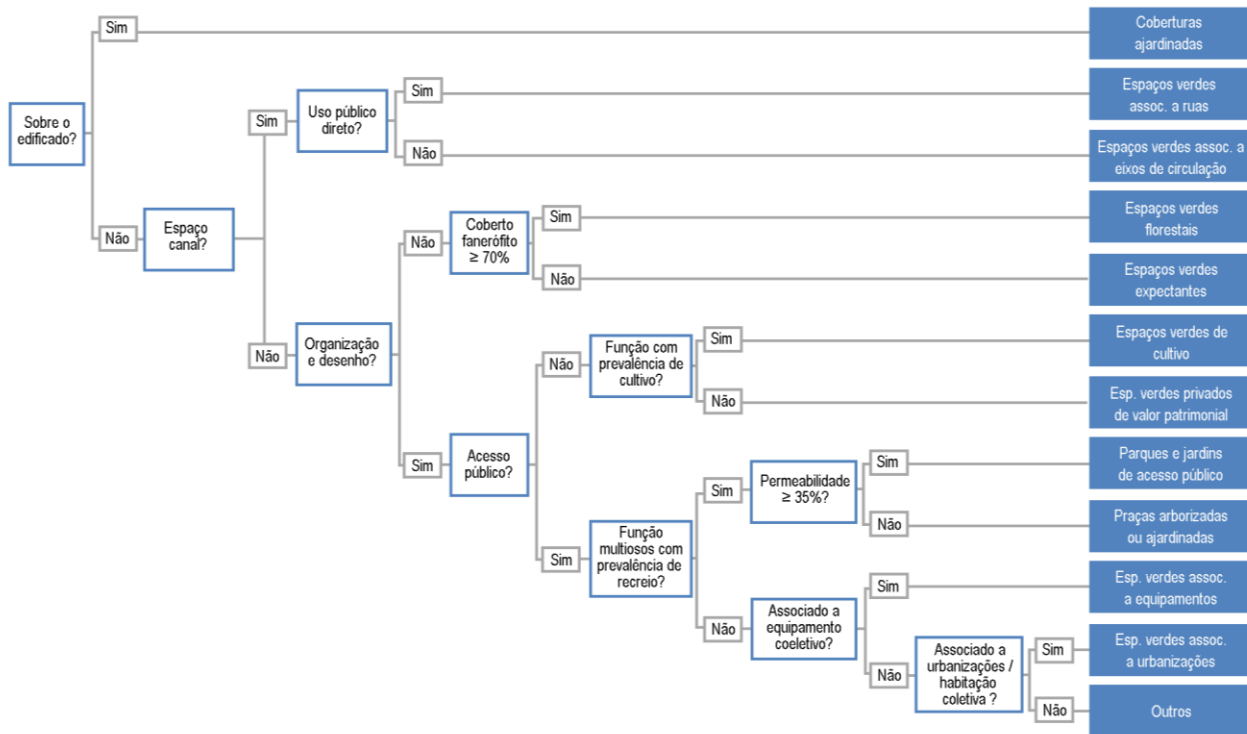 Sim
Coberturas
ajardinadas
Sobre o
edificado?
Sim
Uso público
direto?
Sim
Espaços verdes
assoc. a ruas
Não
Espaços verdes assoc. a
eixos de circulação
Não
Espaço
canal?
Não
Coberto
fanerófito
≥ 70%
Sim
Espaços verdes
florestais
Não
Espaços verdes
expectantes
Não
Organização
e desenho?
Não
Função com
prevalência de
cultivo?
Sim
Espaços verdes de
cultivo
Não
Esp. verdes privados
de valor patrimonial
Sim
Acesso
público?
Sim
Permeabilidade
≥ 35%?
Sim
Parques e jardins
de acesso público
Não
Praças arborizadas
ou ajardinadas
Sim
Função
multiosos com
prevalência de
recreio?
Não
Associado a
equipamento
coeletivo?
Sim
Esp. verdes assoc.
a equipamentos
Não
Associado a
urbanizações /
habitação
coletiva ?
Sim
Esp. verdes assoc.
a urbanizações
Não
Outros